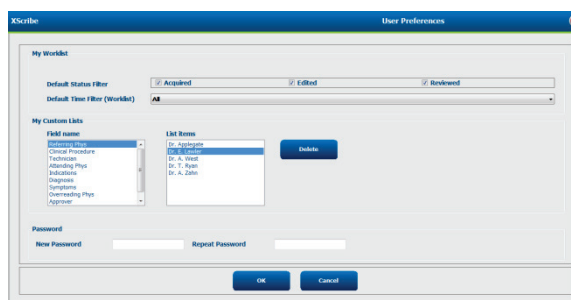 XScribe User Preferences
My Worklist
Default Status Filter Acquired Edited Reviewed
Default Time Filter (Worklist) All
My Custom Lists
Field name List items
Referring Phys Dr. Applegate
Clinical Procedure Dr. E. Lawler
Technician Dr. A. West
Attending Phys Dr. T. Ryan
Indications Dr. A. Zahn
Diagnosis
Symptoms
Overreading Phys
Approver
Delete
Password
New Password Repeat Password
OK Cancel